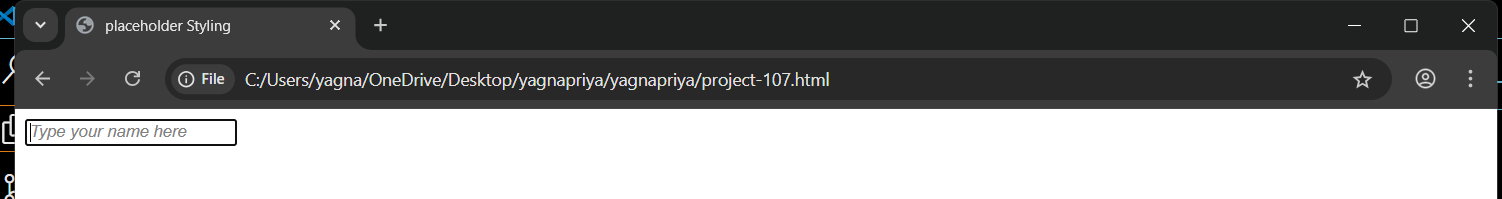 placeholder Styling
File C:/Users/yagna/OneDrive/Desktop/yagnapriya/yagnapriya/project-107.html
Type your name here